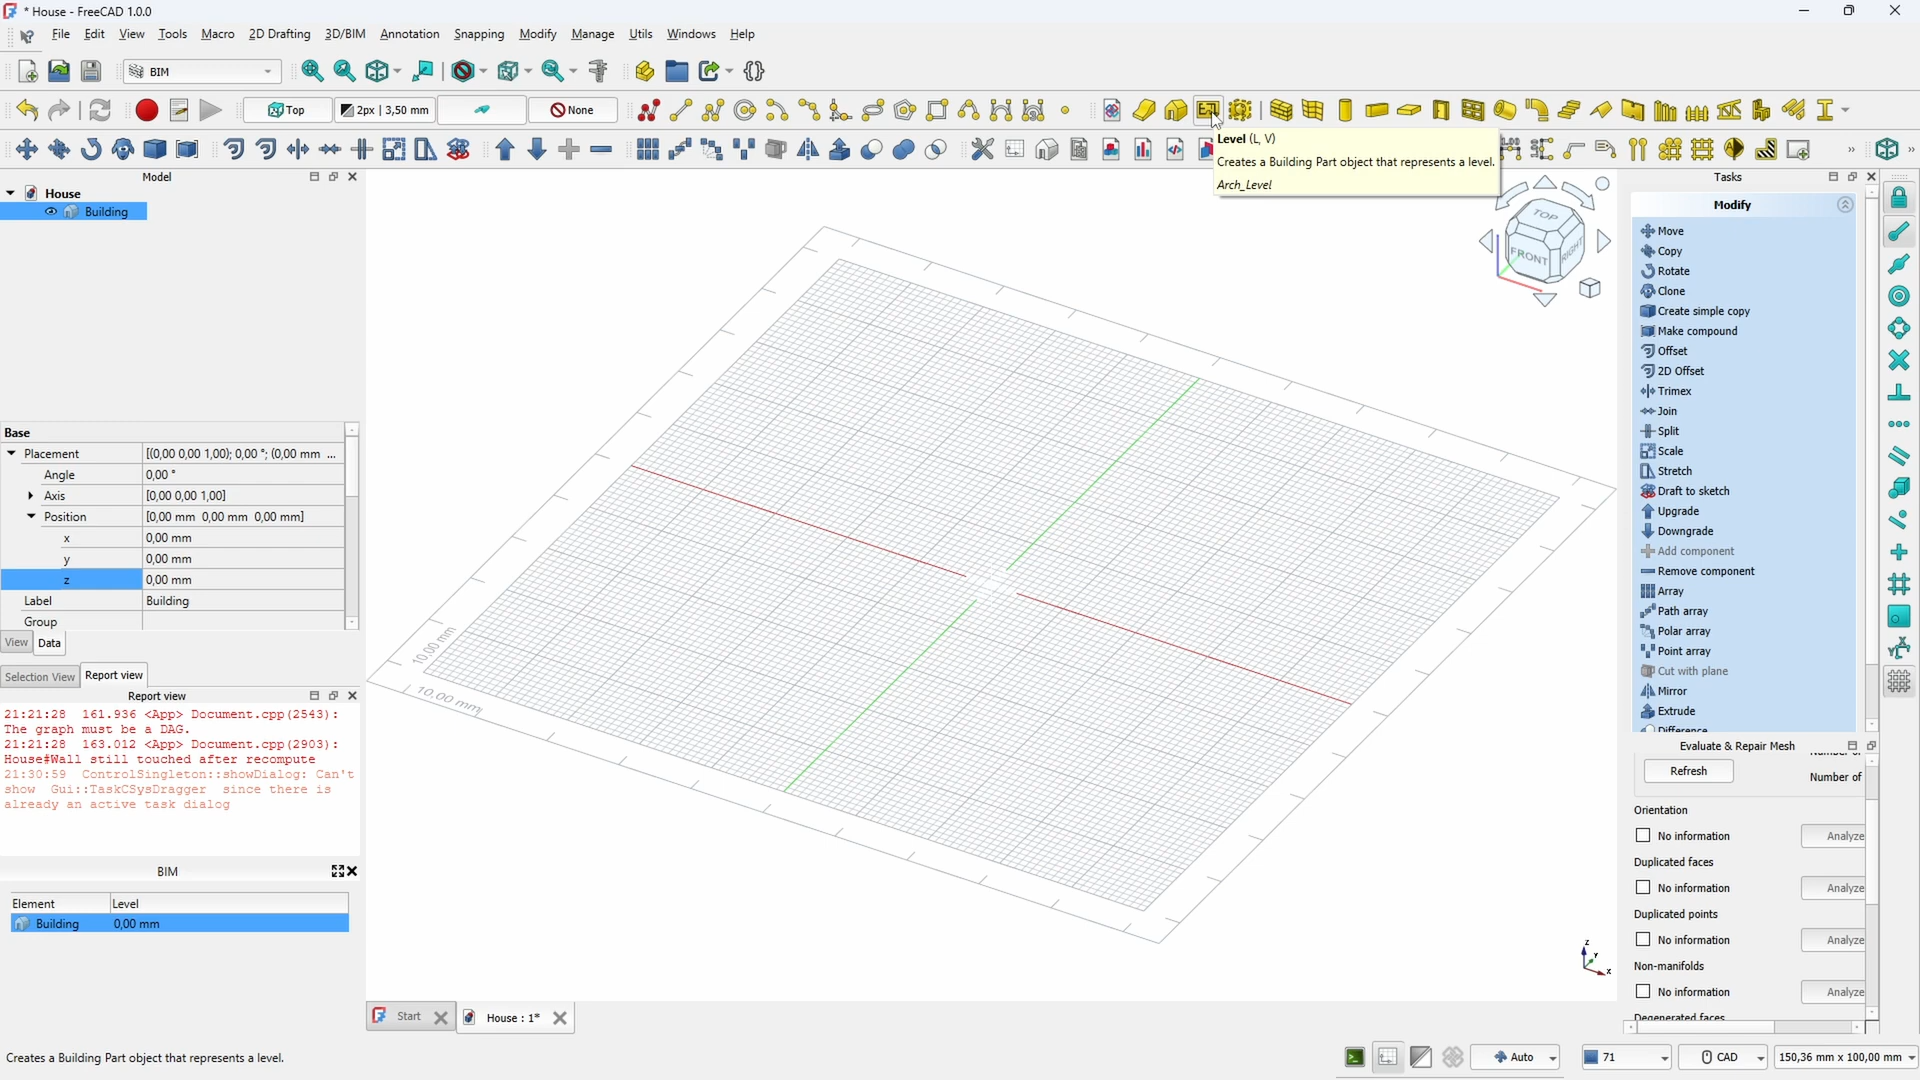 * House - FreeCAD 1.0.0
File Edit View Tools Macro 2D Drafting 3D/BIM Annotation Snapping Modify Manage Utils Windows Help
BIM
Top 2px | 3,50 mm None
Level (L, V)
Creates a Building Part object that represents a level.
Arch_Level
Model
House
Building
Base
Placement [(0,00 0,00 1,00); 0,00 °; (0,00 mm ...
Angle 0,00 °
Axis [0,00 0,00 1,00]
Position [0,00 mm 0,00 mm 0,00 mm]
x 0,00 mm
y 0,00 mm
z 0,00 mm
Label Building
Group
View Data
Selection View Report view
Report view
21:21:28 161.936 <App> Document.cpp(2543):
The graph must be a DAG.
21:21:28 163.012 <App> Document.cpp(2903):
House#Wall still touched after recompute
21:30:59 ControlSingleton::showDialog: Can't
show Gui::TaskCSysDragger since there is
already an active task dialog
BIM
Element Level
Building 0,00 mm
10.00 mm
10.00 mm
TOP
FRONT
RIGHT
Z
Y
X
Start House : 1*
Tasks
Modify
Move
Copy
Rotate
Clone
Create simple copy
Make compound
Offset
2D Offset
Trimex
Join
Split
Scale
Stretch
Draft to sketch
Upgrade
Downgrade
Add component
Remove component
Array
Path array
Polar array
Point array
Cut with plane
Mirror
Extrude
Difference
Evaluate & Repair Mesh
Number of
Refresh Number of
Orientation
No information Analyze
Duplicated faces
No information Analyze
Duplicated points
No information Analyze
Non-manifolds
No information Analyze
Degenerated faces
Creates a Building Part object that represents a level.
Auto 71 CAD 150,36 mm x 100,00 mm